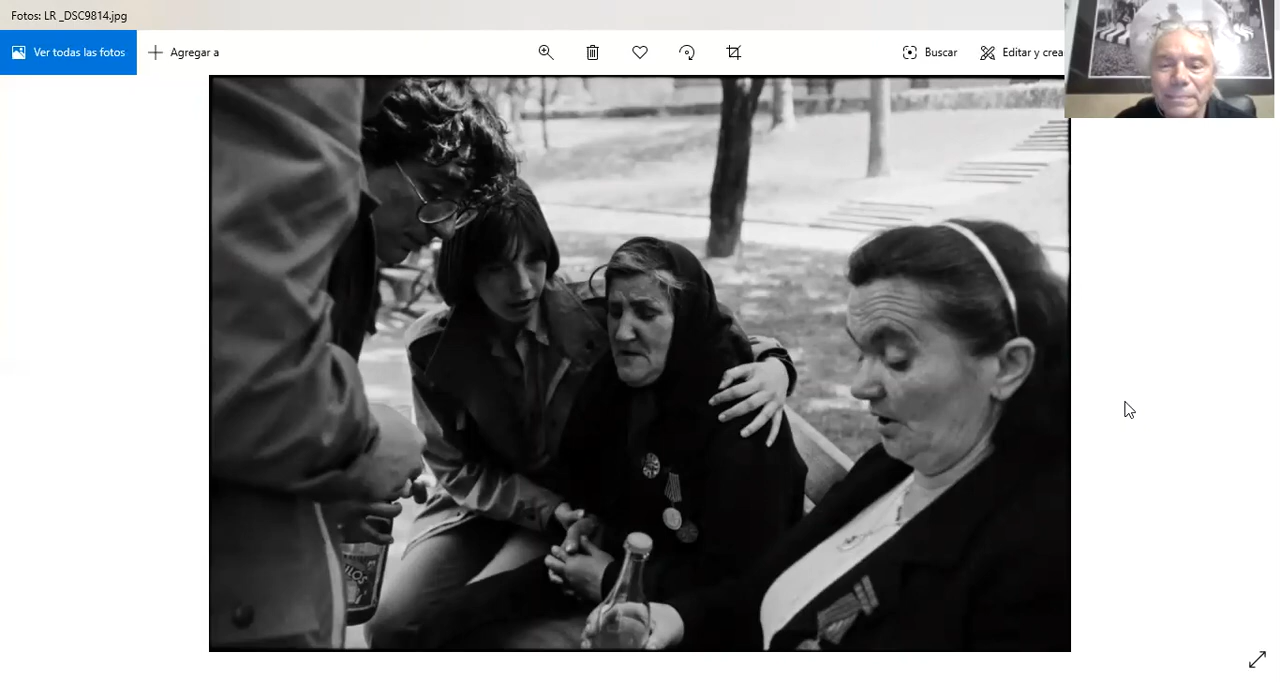 Fotos: LR _DSC9814.jpg
Ver todas las fotos
Agregar a
Buscar
Editar y crea